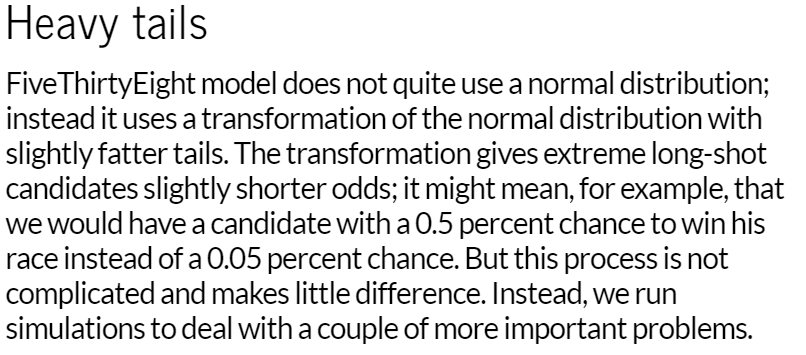 Heavy tails
FiveThirtyEight model does not quite use a normal distribution;
instead it uses a transformation of the normal distribution with
slightly fatter tails. The transformation gives extreme long-shot
candidates slightly shorter odds; it might mean, for example, that
we would have a candidate with a 0.5 percent chance to win his
race instead of a 0.05 percent chance. But this process is not
complicated and makes little difference. Instead, we run
simulations to deal with a couple of more important problems.